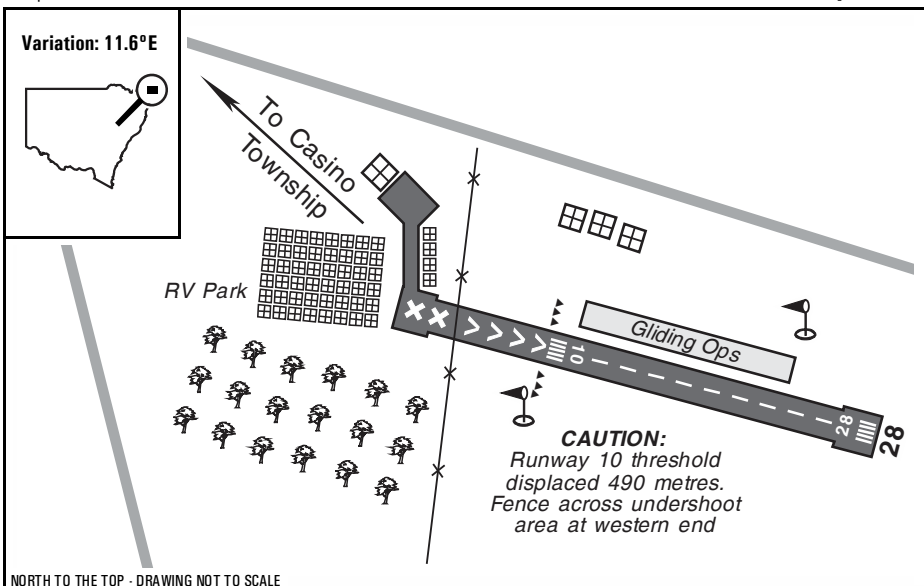 Variation: 11.6°E
To Casino
Township
RV Park
Gliding Ops
10
28
28
CAUTION:
Runway 10 threshold
displaced 490 metres.
Fence across undershoot
area at western end
NORTH TO THE TOP - DRAWING NOT TO SCALE